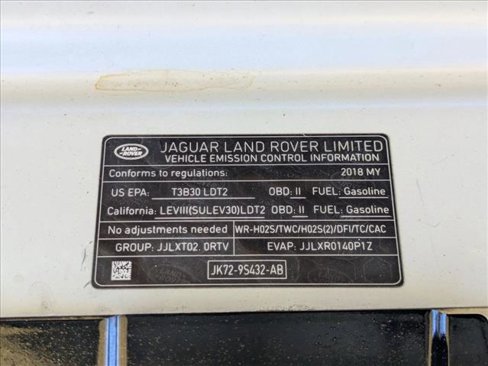 LAND-
ROVER
JAGUAR LAND ROVER LIMITED
VEHICLE EMISSION CONTROL INFORMATION
Conforms to regulations: 2018 MY
US EPA: T3B30 LDT2 OBD: II FUEL: Gasoline
California: LEVIII(SULEV30)LDT2 OBD: II FUEL: Gasoline
No adjustments needed WR-HO2S/TWC/HO2S(2)/DFI/TC/CAC
GROUP: JJLXT02.0RTV EVAP: JJLXR0140P1Z
JK72-9S432-AB